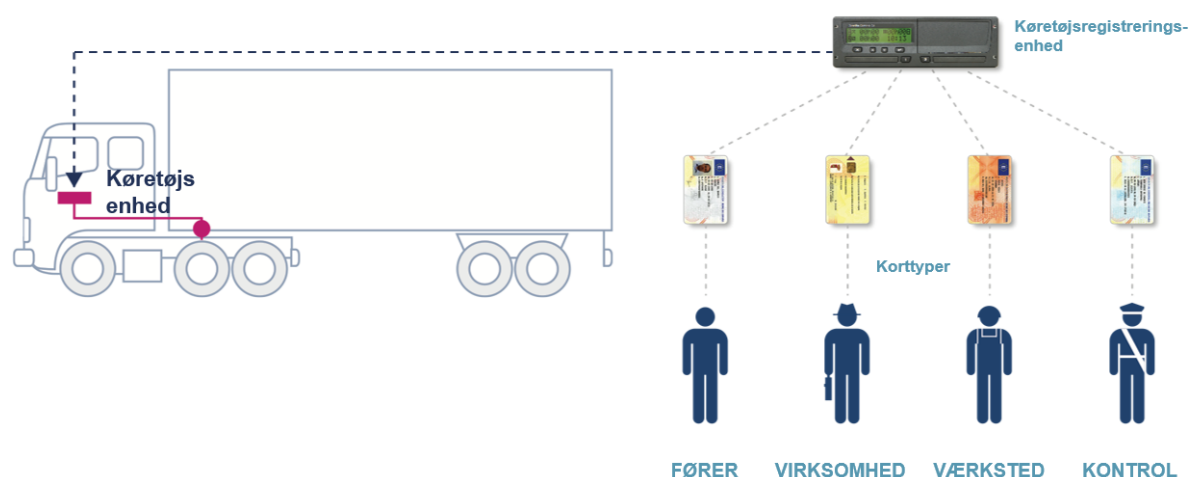 Køretøjsregistrerings-
enhed
Køretøjs
enhed
Korttyper
FØRER
VIRKSOMHED
VÆRKSTED
KONTROL